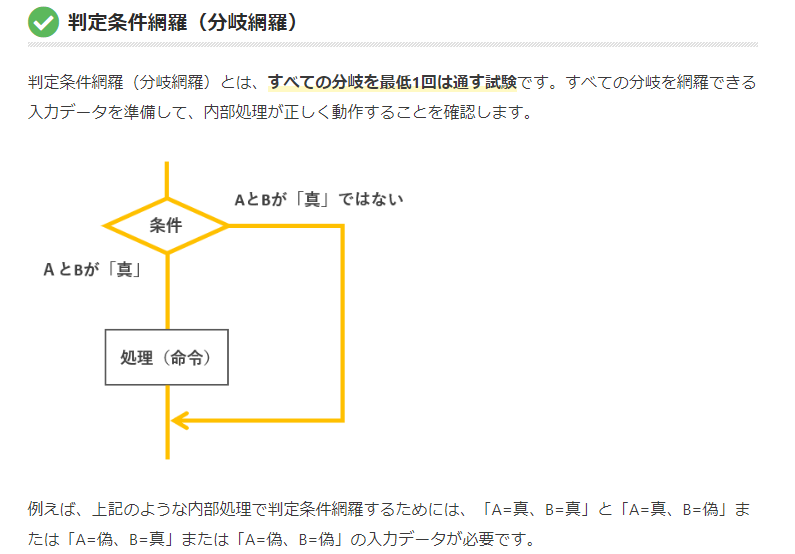 判定条件網羅（分岐網羅）
判定条件網羅（分岐網羅）とは、すべての分岐を最低1回は通す試験です。すべての分岐を網羅できる
入力データを準備して、内部処理が正しく動作することを確認します。
AとBが「真」ではない
条件
AとBが「真」
処理（命令）
例えば、上記のような内部処理で判定条件網羅するためには、「A=真、B=真」と「A=真、B=偽」ま
たは「A=偽、B=真」または「A=偽、B=偽」の入力データが必要です。